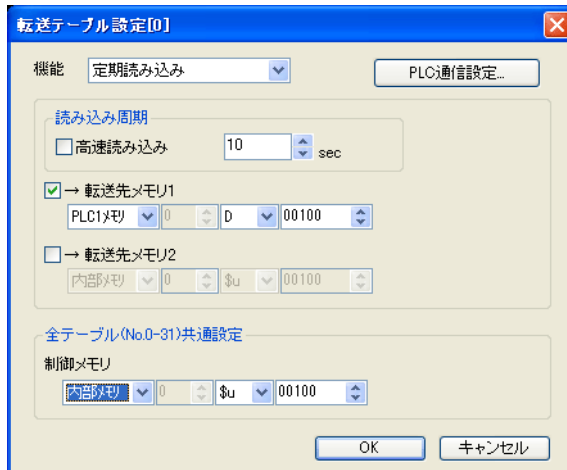 転送テーブル設定[0]
機能 定期読み込み PLC通信設定...
読み込み周期
高速読み込み 10 sec
→ 転送先メモリ1
PLC1メモリ 0 D 00100
→ 転送先メモリ2
内部メモリ 0 $u 00100
全テーブル(No.0-31)共通設定
制御メモリ
内部メモリ 0 $u 00100
OK キャンセル